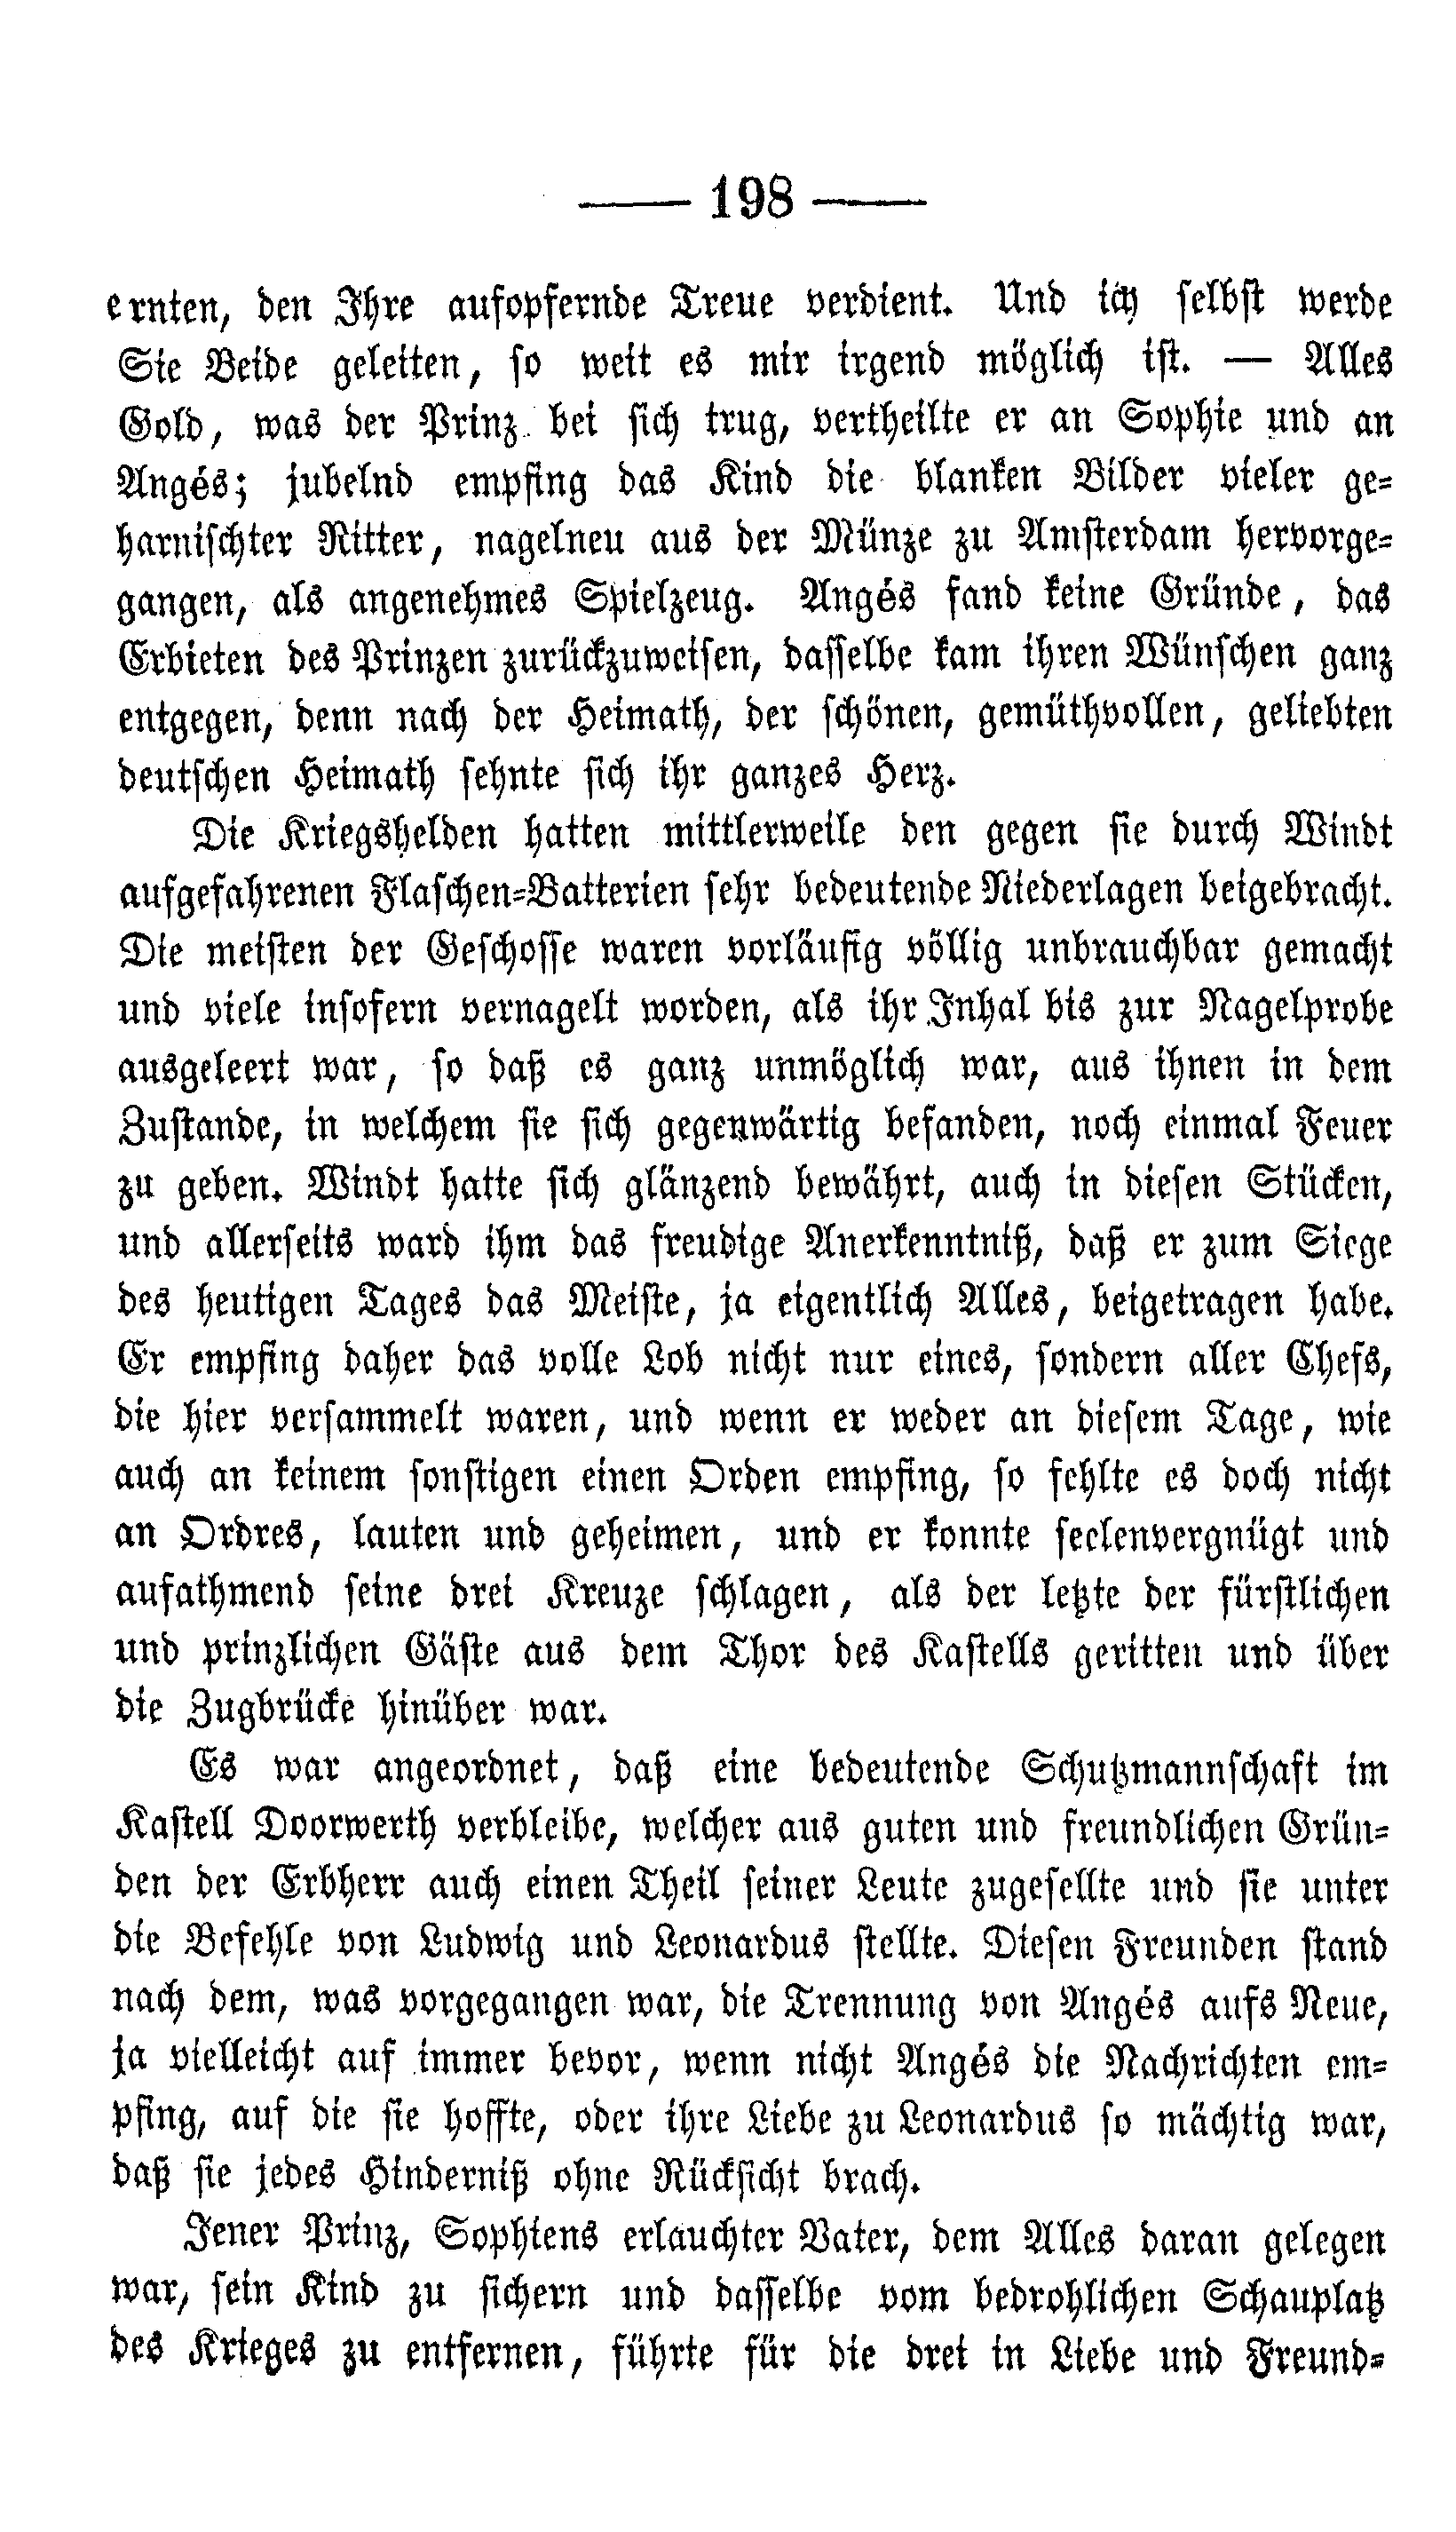 — 198 —
ernten, den Ihre aufopfernde Treue verdient. Und ich selbst werde
Sie Beide geleiten, so weit es mir irgend möglich ist. — Alles
Gold, was der Prinz bei sich trug, vertheilte er an Sophie und an
Angés; jubelnd empfing das Kind die blanken Bilder vieler ge-
harnischter Ritter, nagelneu aus der Münze zu Amsterdam hervorge-
gangen, als angenehmes Spielzeug. Angés fand keine Gründe, das
Erbieten des Prinzen zurückzuweisen, dasselbe kam ihren Wünschen ganz
entgegen, denn nach der Heimath, der schönen, gemüthvollen, geliebten
deutschen Heimath sehnte sich ihr ganzes Herz.
Die Kriegshelden hatten mittlerweile den gegen sie durch Windt
aufgefahrenen Flaschen-Batterien sehr bedeutende Niederlagen beigebracht.
Die meisten der Geschosse waren vorläufig völlig unbrauchbar gemacht
und viele insofern vernagelt worden, als ihr Inhal bis zur Nagelprobe
ausgeleert war, so daß es ganz unmöglich war, aus ihnen in dem
Zustande, in welchem sie sich gegenwärtig befanden, noch einmal Feuer
zu geben. Windt hatte sich glänzend bewährt, auch in diesen Stücken,
und allerseits ward ihm das freudige Anerkenntniß, daß er zum Siege
des heutigen Tages das Meiste, ja eigentlich Alles, beigetragen habe.
Er empfing daher das volle Lob nicht nur eines, sondern aller Chefs,
die hier versammelt waren, und wenn er weder an diesem Tage, wie
auch an keinem sonstigen einen Orden empfing, so fehlte es doch nicht
an Ordres, lauten und geheimen, und er konnte seelenvergnügt und
aufathmend seine drei Kreuze schlagen, als der letzte der fürstlichen
und prinzlichen Gäste aus dem Thor des Kastells geritten und über
die Zugbrücke hinüber war.
Es war angeordnet, daß eine bedeutende Schutzmannschaft im
Kastell Doorwerth verbleibe, welcher aus guten und freundlichen Grün-
den der Erbherr auch einen Theil seiner Leute zugesellte und sie unter
die Befehle von Ludwig und Leonardus stellte. Diesen Freunden stand
nach dem, was vorgegangen war, die Trennung von Angés aufs Neue,
ja vielleicht auf immer bevor, wenn nicht Angés die Nachrichten em-
pfing, auf die sie hoffte, oder ihre Liebe zu Leonardus so mächtig war,
daß sie jedes Hinderniß ohne Rücksicht brach.
Jener Prinz, Sophiens erlauchter Vater, dem Alles daran gelegen
war, sein Kind zu sichern und dasselbe vom bedrohlichen Schauplatz
des Krieges zu entfernen, führte für die drei in Liebe und Freund-